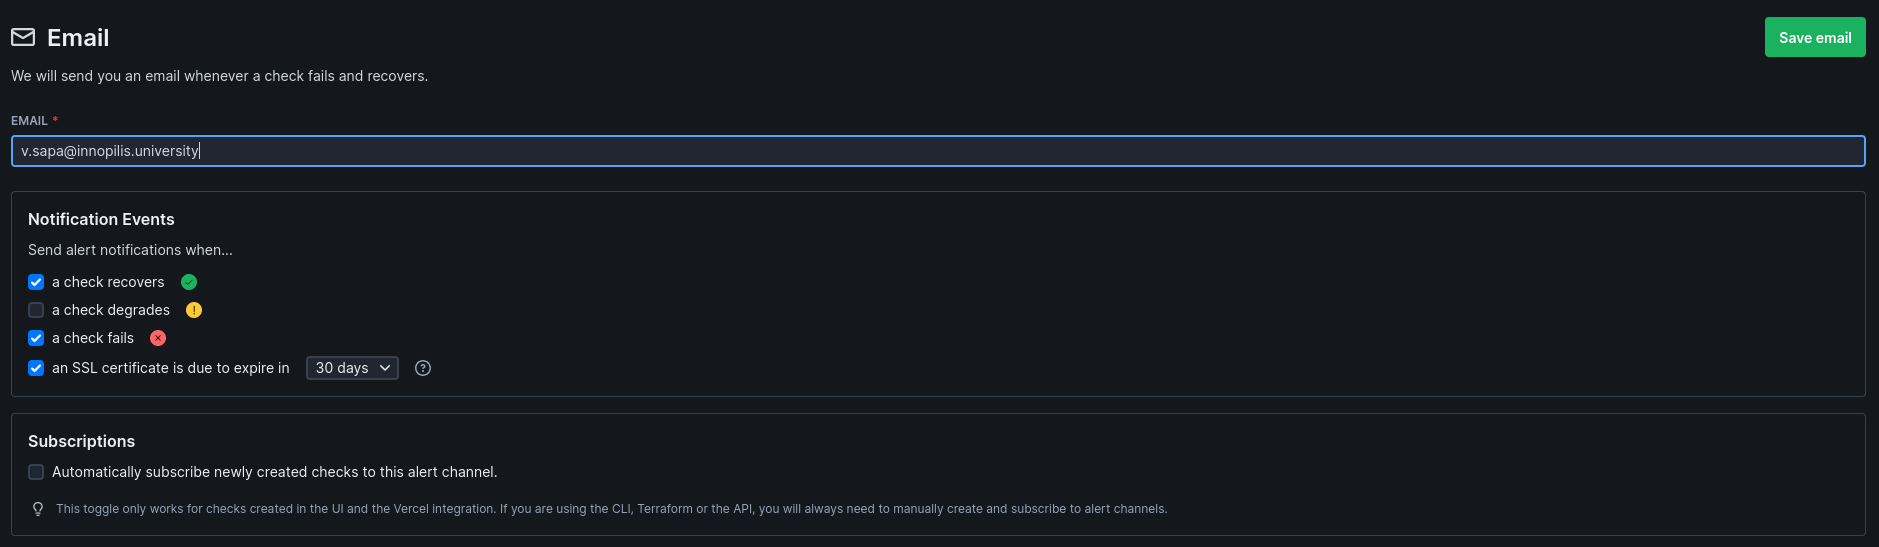 Email
Save email
We will send you an email whenever a check fails and recovers.
EMAIL *
v.sapa@innopilis.university
Notification Events
Send alert notifications when...
a check recovers
a check degrades
a check fails
an SSL certificate is due to expire in 30 days
Subscriptions
Automatically subscribe newly created checks to this alert channel.
This toggle only works for checks created in the UI and the Vercel integration. If you are using the CLI, Terraform or the API, you will always need to manually create and subscribe to alert channels.